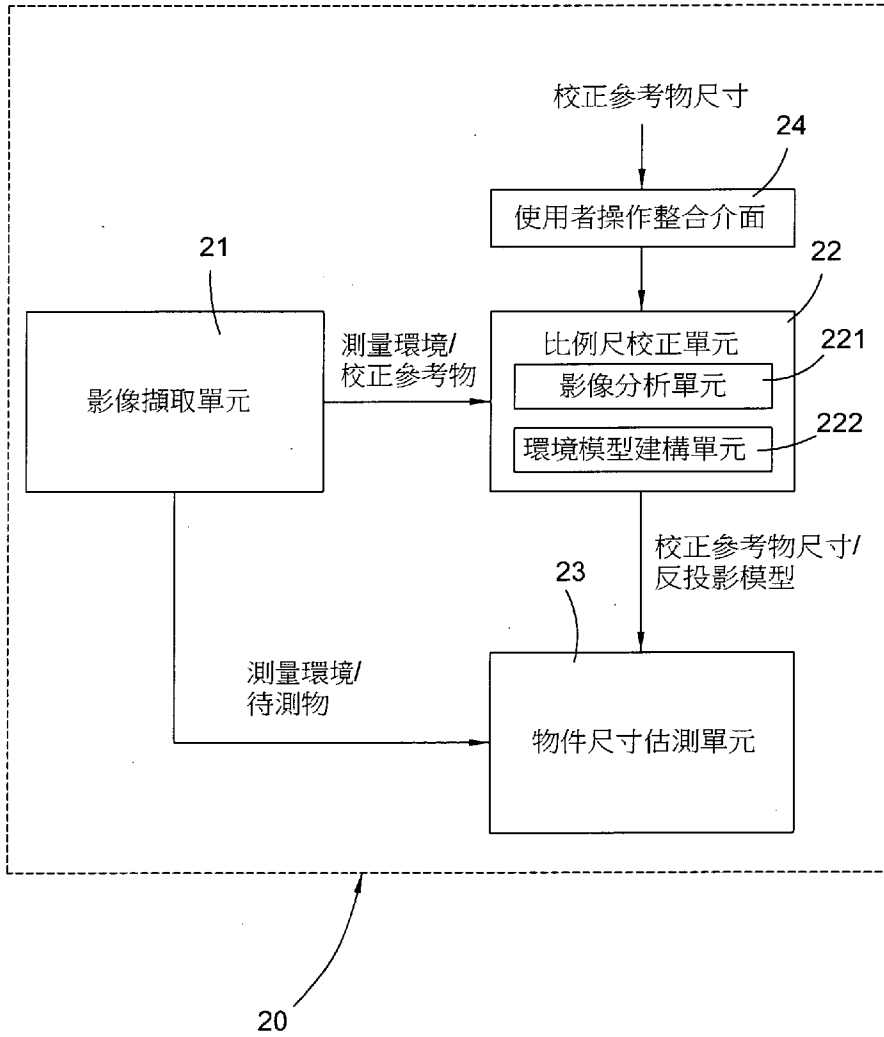 校正參考物尺寸
24
使用者操作整合介面
21
22
影像擷取單元
測量環境/
校正參考物
比例尺校正單元
221
影像分析單元
222
環境模型建構單元
校正參考物尺寸/
反投影模型
23
測量環境/
待測物
物件尺寸估測單元
20